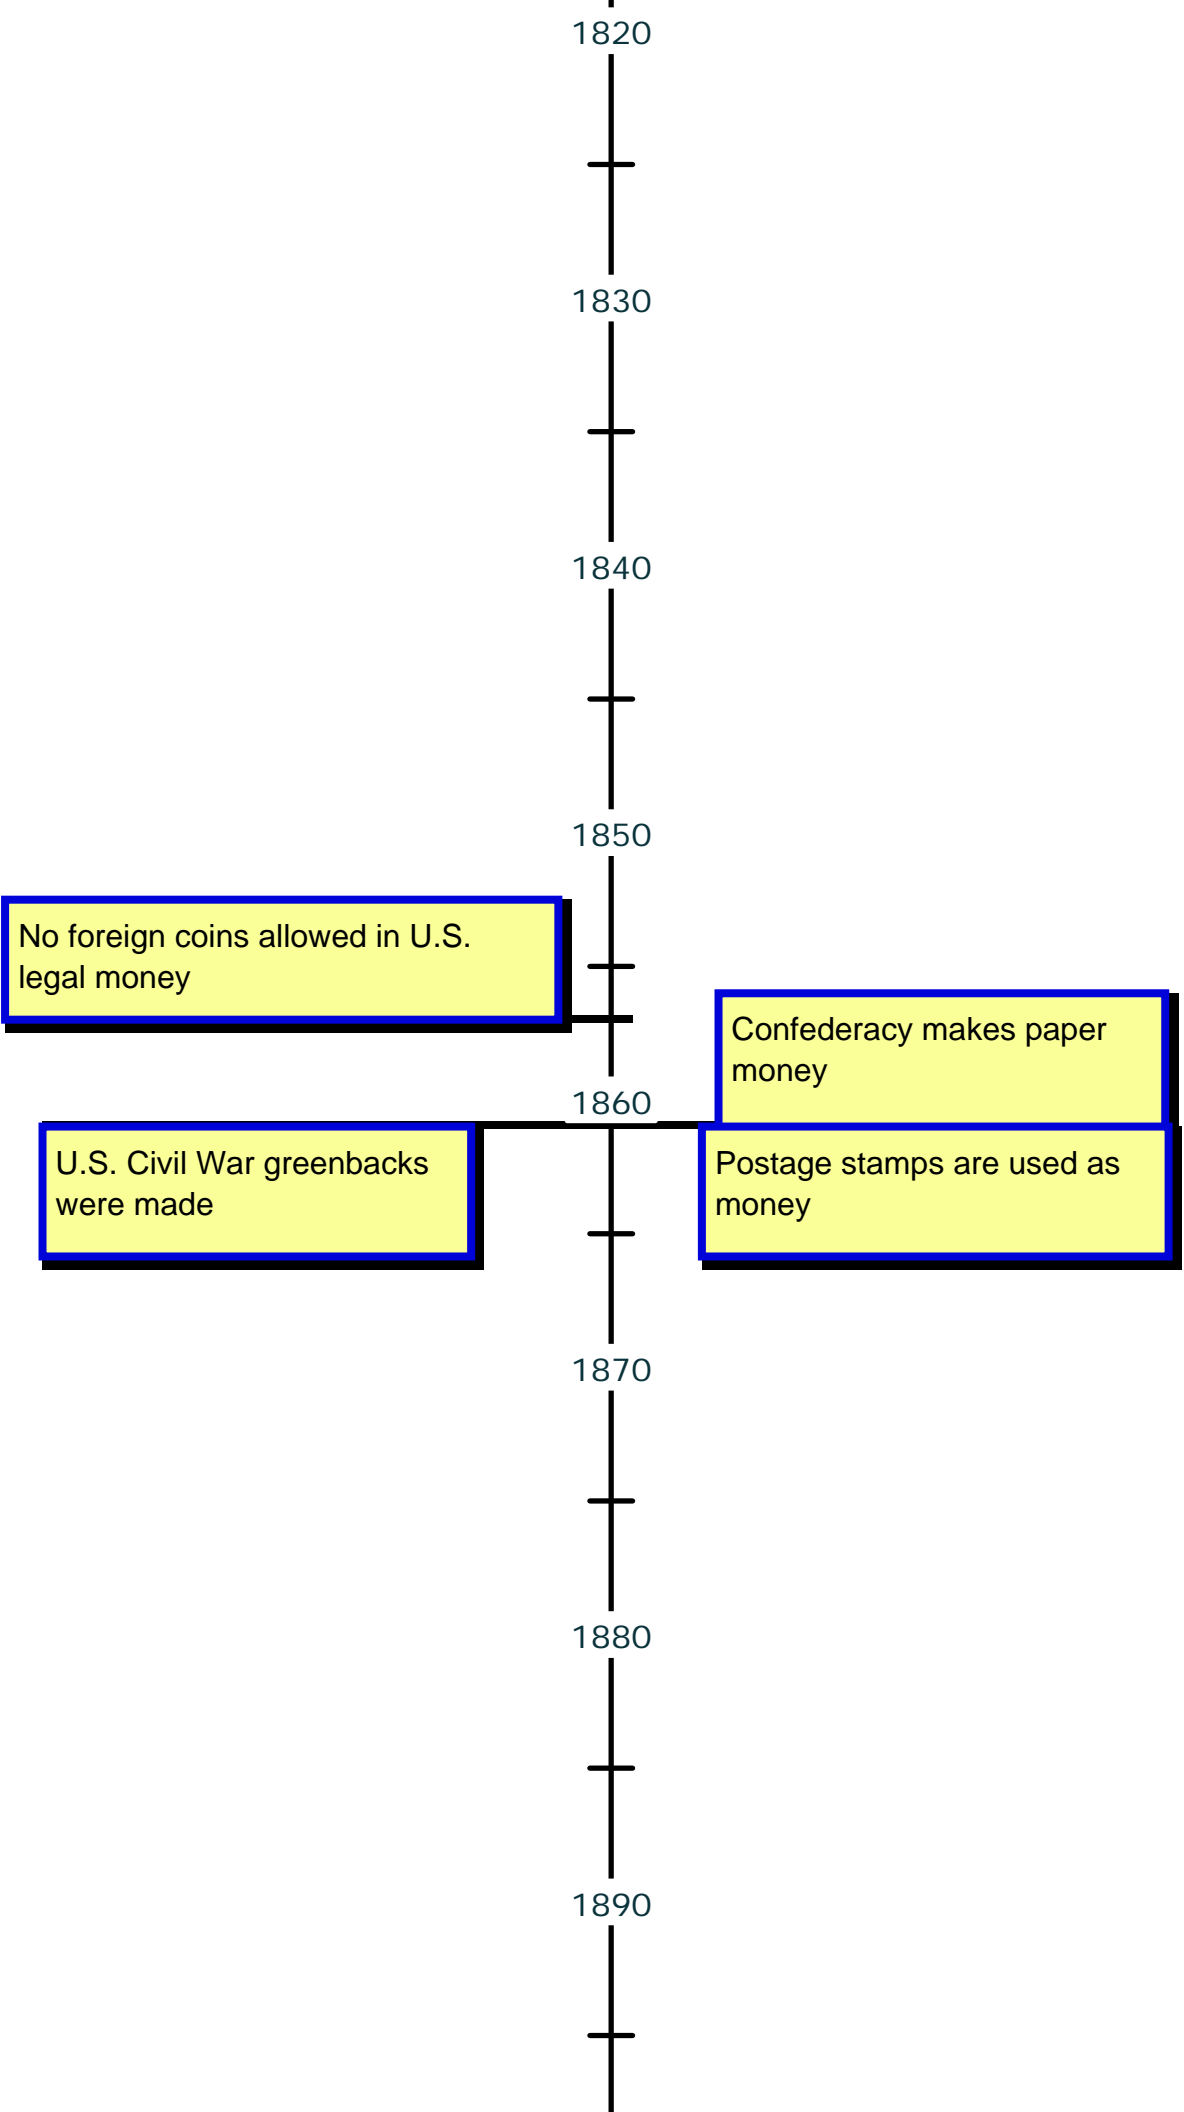 1820
1830
1840
1850
No foreign coins allowed in U.S.
legal money
Confederacy makes paper
money
1860
U.S. Civil War greenbacks
were made
Postage stamps are used as
money
1870
1880
1890